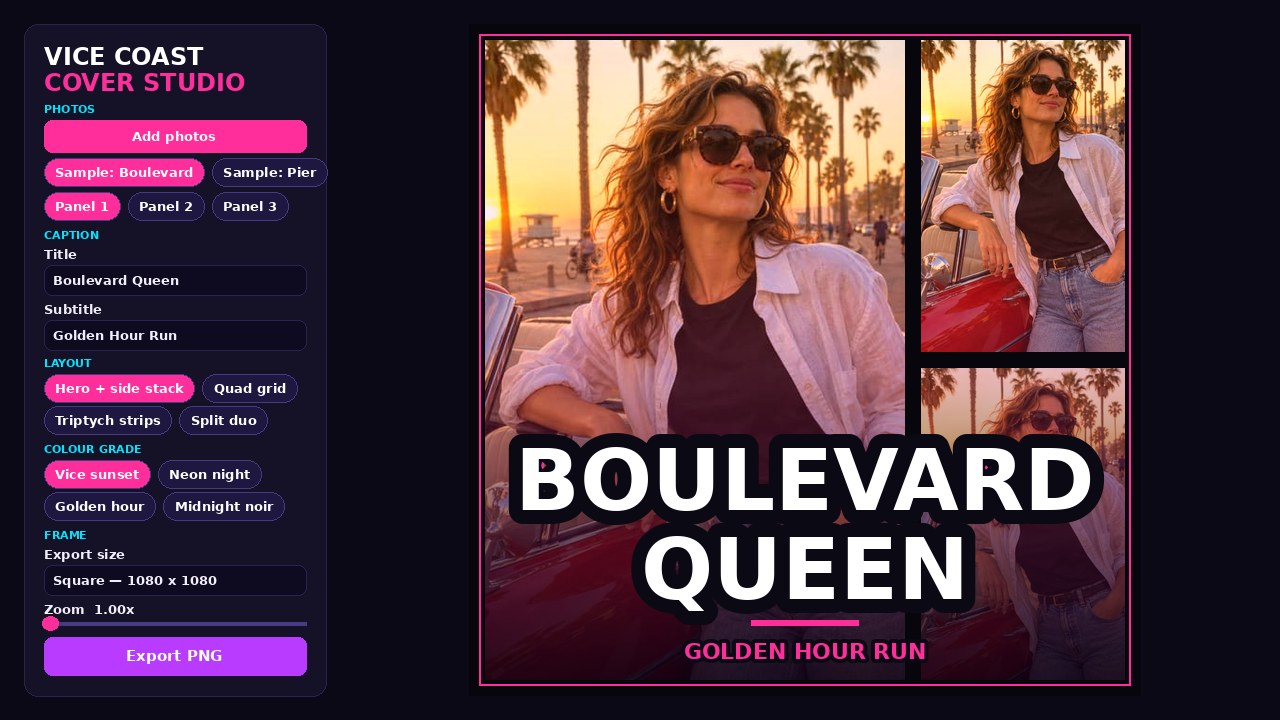 VICE COAST
COVER STUDIO
PHOTOS
Add photos
Sample: Boulevard
Sample: Pier
Panel 1
Panel 2
Panel 3
CAPTION
Title
Boulevard Queen
Subtitle
Golden Hour Run
LAYOUT
Hero + side stack
Quad grid
Triptych strips
Split duo
COLOUR GRADE
Vice sunset
Neon night
Golden hour
Midnight noir
FRAME
Export size
Square — 1080 x 1080
Zoom 1.00x
Export PNG
BOULEVARD
QUEEN
GOLDEN HOUR RUN